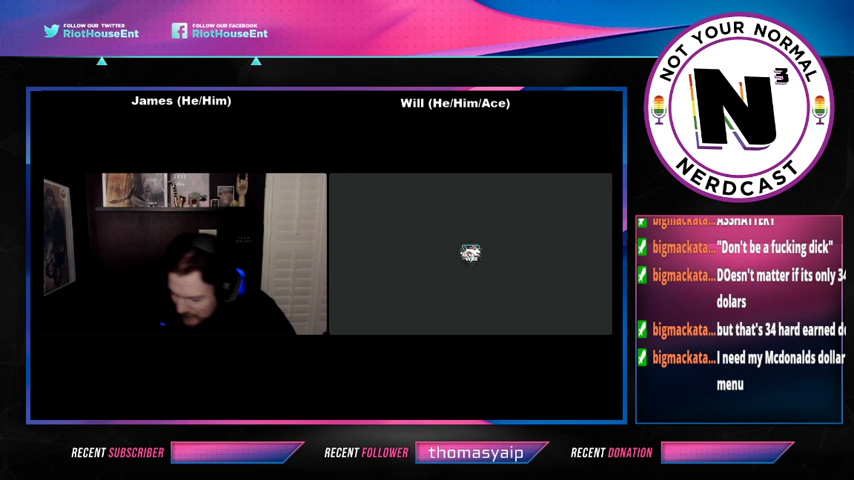 FOLLOW OUR TWITTER
RiotHouseEnt
FOLLOW OUR FACEBOOK
RiotHouseEnt
James (He/Him)
Will (He/Him/Ace)
NOT YOUR NORMAL
N3
NERDCAST
ASSHATTERY
bigmackata... "Don't be a fucking dick"
bigmackata... DOesn't matter if its only 34
dolars
bigmackata... but that's 34 hard earned
bigmackata... I need my Mcdonalds dollar
menu
RECENT SUBSCRIBER
RECENT FOLLOWER
thomasyaip
RECENT DONATION